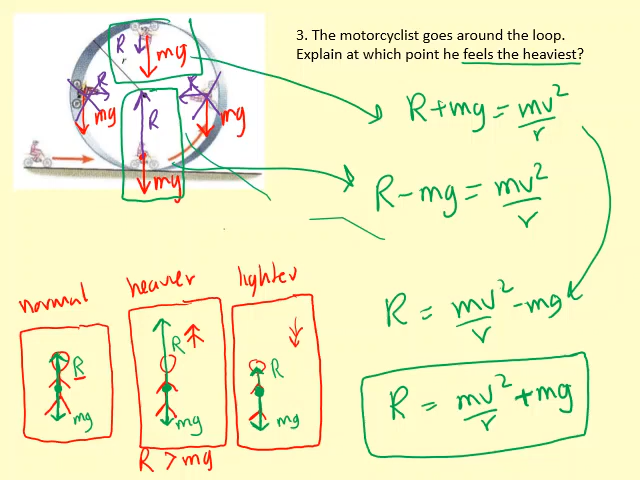 3. The motorcyclist goes around the loop.
Explain at which point he feels the heaviest?
R
mg
R
R
mg
R
mg
mg
R + mg = mv²/r
R - mg = mv²/r
R = mv²/r - mg
R = mv²/r + mg
normal
heavier
lighter
R
mg
R
mg
R
mg
R > mg